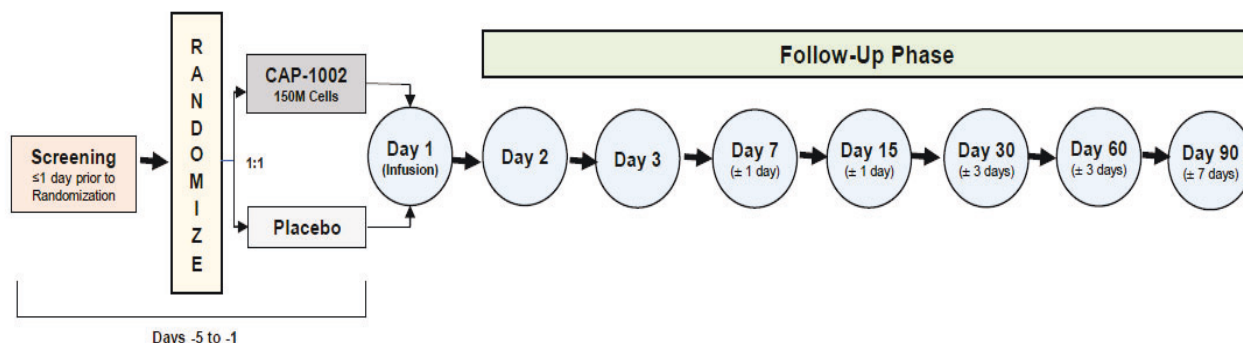 Screening
≤1 day prior to
Randomization
R
A
N
D
O
M
I
Z
E
1:1
CAP-1002
150M Cells
Placebo
Day 1
(Infusion)
Follow-Up Phase
Day 2
Day 3
Day 7
(± 1 day)
Day 15
(± 1 day)
Day 30
(± 3 days)
Day 60
(± 3 days)
Day 90
(± 7 days)
Days -5 to -1